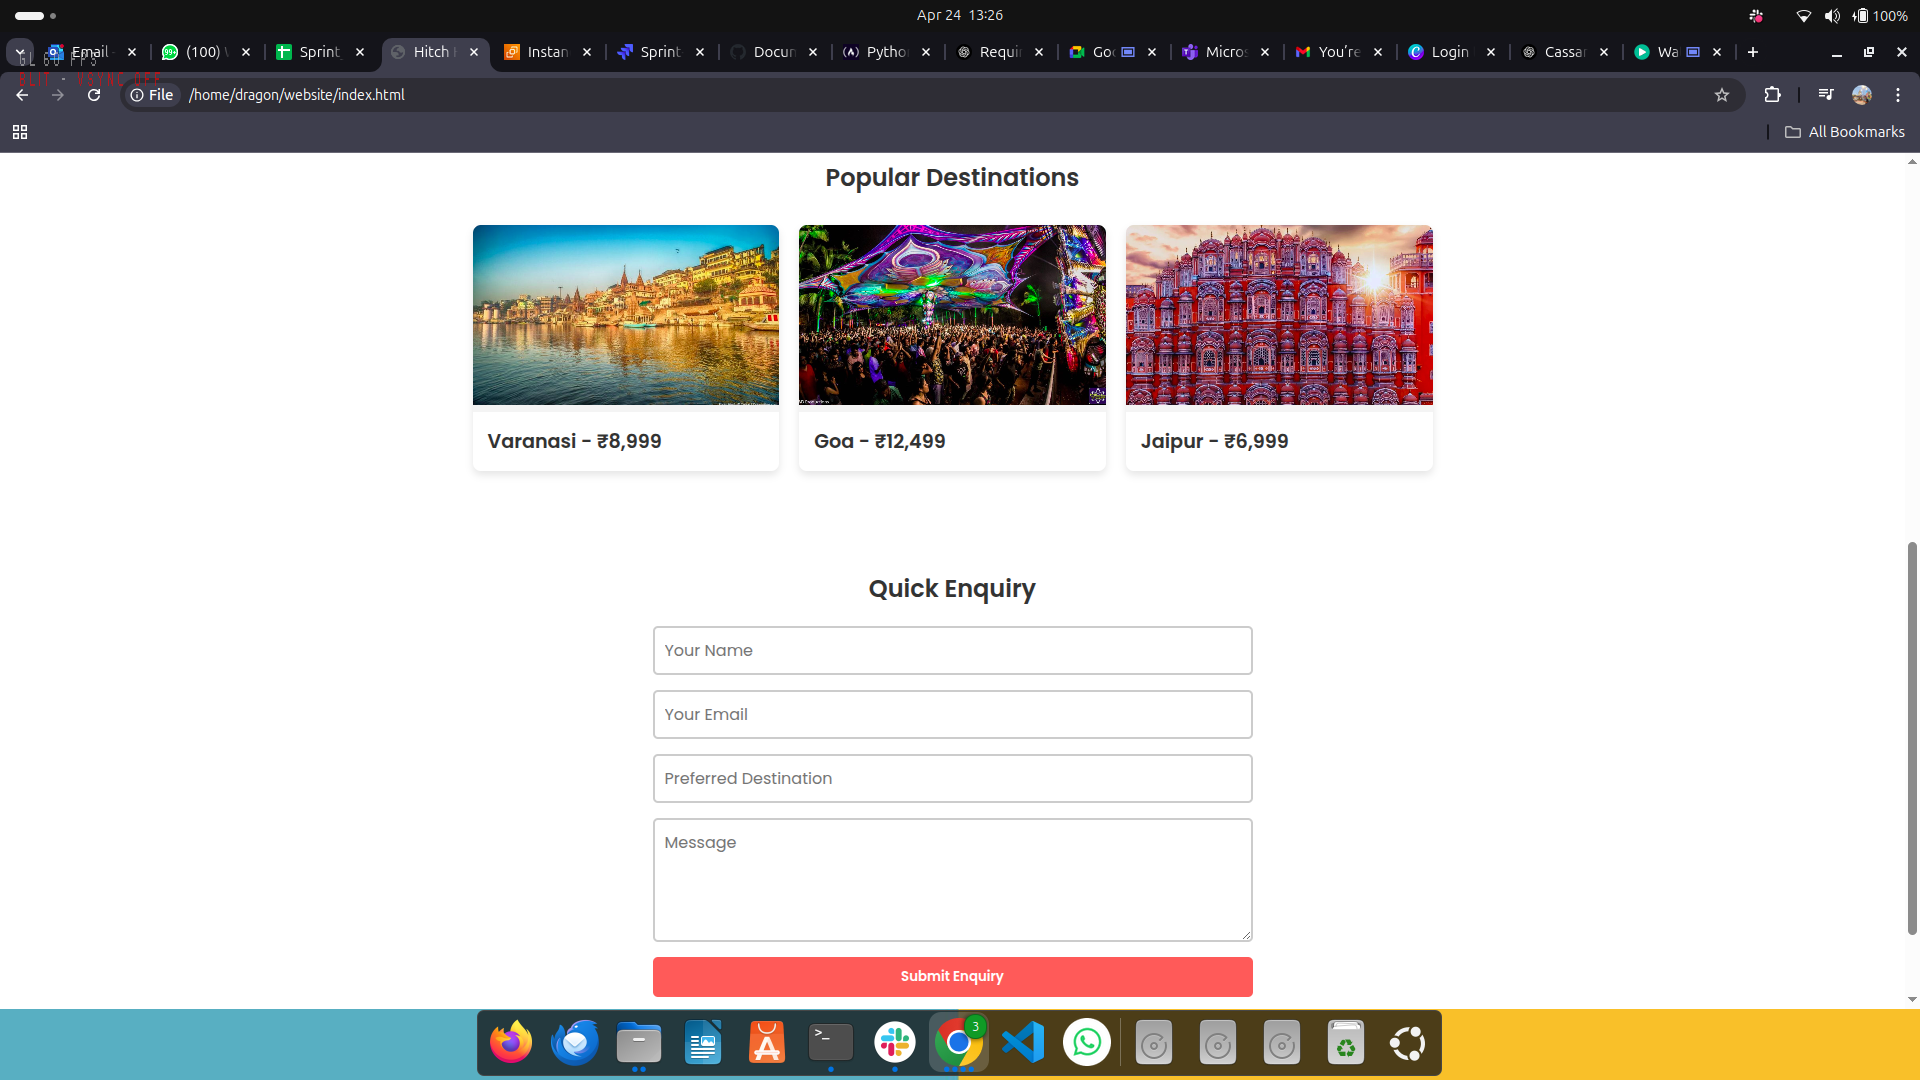 Apr 24 13:26
100%
Email
(100)
Sprint
Hitch
Instan
Sprint
Docun
Pytho
Requi
Goo
Micros
You're
Login
Cassar
Wa
GL 60 FPS
BLIT - VSYNC OFF
File
/home/dragon/website/index.html
All Bookmarks
Popular Destinations
Varanasi - ₹8,999
Goa - ₹12,499
Jaipur - ₹6,999
Quick Enquiry
Your Name
Your Email
Preferred Destination
Message
Submit Enquiry
3